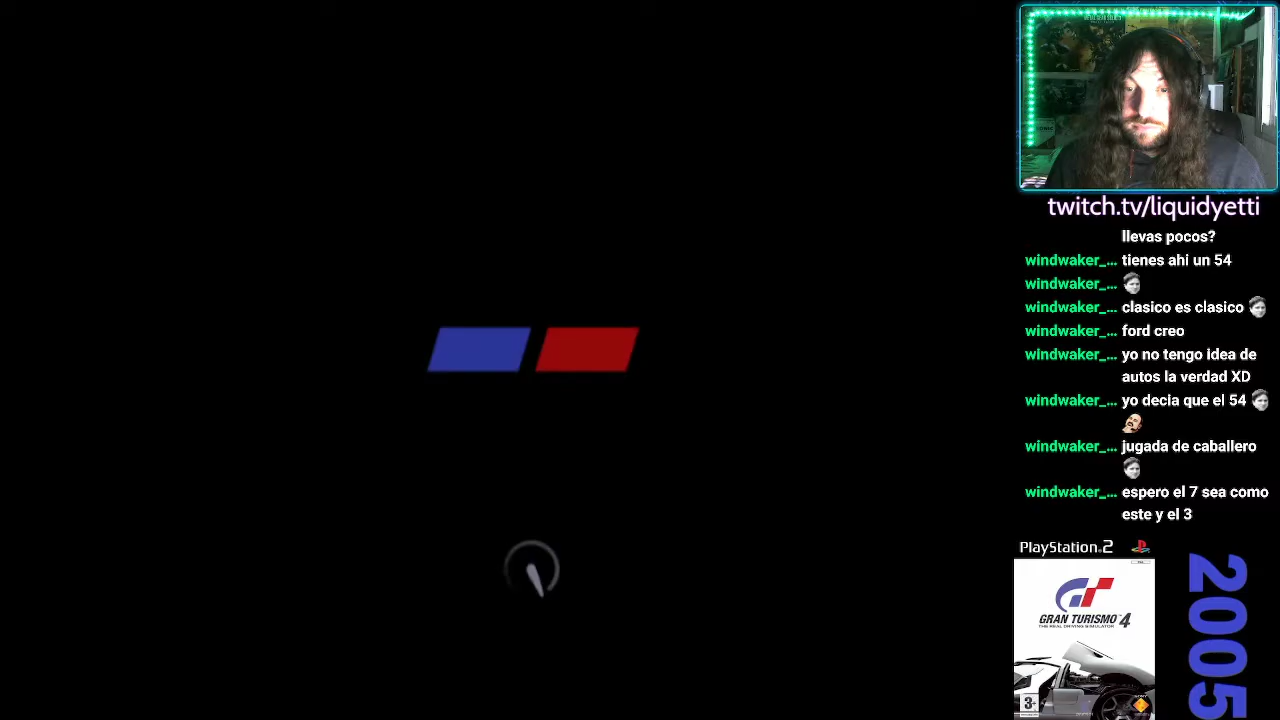 twitch.tv/liquidyetti
llevas pocos?
windwaker_... tienes ahi un 54
windwaker_...
windwaker_... clasico es clasico
windwaker_... ford creo
windwaker_... yo no tengo idea de
autos la verdad XD
windwaker_... yo decia que el 54
windwaker_... jugada de caballero
windwaker_... espero el 7 sea como
este y el 3
PlayStation.2
GRAN TURISMO 4
THE REAL DRIVING SIMULATOR
3+
SONY
2005